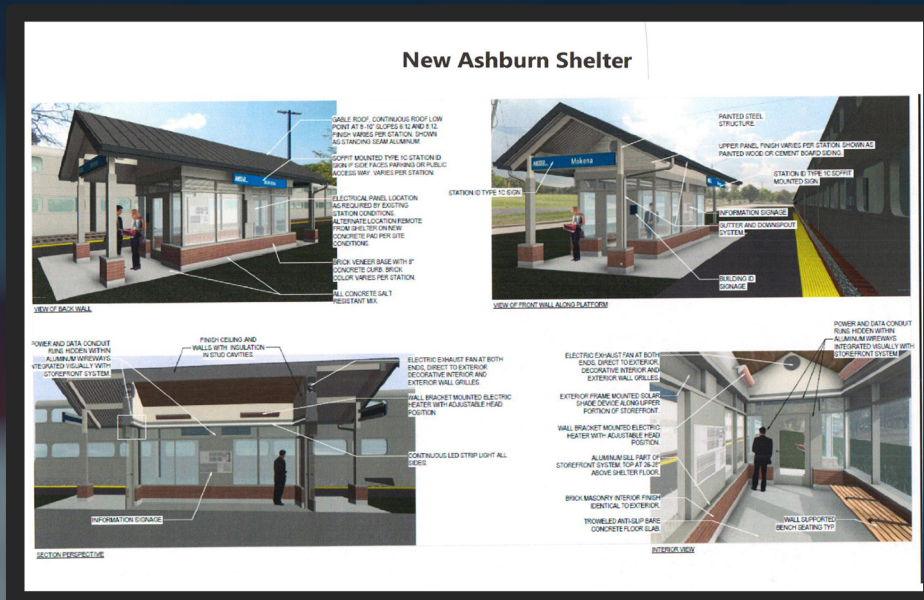 New Ashburn Shelter
GABLE ROOF, CONTINUOUS ROOF LOW
POINT AT 8'-10" SLOPES 6:12 AND 8:12.
FINISH VARIES PER STATION. SHOWN
AS STANDING SEAM ALUMINUM.
SOFFIT MOUNTED TYPE 1C STATION ID
SIGN IF SIDE FACES PARKING OR PUBLIC
ACCESS WAY. VARIES PER STATION.
ELECTRICAL PANEL LOCATION
AS REQUIRED BY EXISTING
STATION CONDITIONS.
ALTERNATE LOCATION REMOTE
FROM SHELTER ON NEW
CONCRETE PAD PER SITE
CONDITIONS.
BRICK VENEER BASE WITH 8"
CONCRETE CURB. BRICK
COLOR VARIES PER STATION.
ALL CONCRETE SALT
RESISTANT MIX.
VIEW OF BACK WALL
Mokena
PAINTED STEEL
STRUCTURE.
UPPER PANEL FINISH VARIES PER STATION. SHOWN AS
PAINTED WOOD OR CEMENT BOARD SIDING.
STATION ID TYPE 1C SOFFIT
MOUNTED SIGN.
STATION ID TYPE 1C SIGN
Mokena
INFORMATION SIGNAGE
GUTTER AND DOWNSPOUT
SYSTEM.
BUILDING ID
SIGNAGE
VIEW OF FRONT WALL ALONG PLATFORM
POWER AND DATA CONDUIT
RUNS HIDDEN WITHIN
ALUMINUM WIREWAYS
INTEGRATED VISUALLY WITH
STOREFRONT SYSTEM.
FINISH CEILING AND
WALLS WITH INSULATION
IN STUD CAVITIES.
ELECTRIC EXHAUST FAN AT BOTH
ENDS, DIRECT TO EXTERIOR.
DECORATIVE INTERIOR AND
EXTERIOR WALL GRILLES.
WALL BRACKET MOUNTED ELECTRIC
HEATER WITH ADJUSTABLE HEAD
POSITION
CONTINUOUS LED STRIP LIGHT ALL
SIDES.
INFORMATION SIGNAGE
SECTION PERSPECTIVE
POWER AND DATA CONDUIT
RUNS HIDDEN WITHIN
ALUMINUM WIREWAYS
INTEGRATED VISUALLY WITH
STOREFRONT SYSTEM.
ELECTRIC EXHAUST FAN AT BOTH
ENDS, DIRECT TO EXTERIOR.
DECORATIVE INTERIOR AND
EXTERIOR WALL GRILLES.
EXTERIOR FRAME MOUNTED SOLAR
SHADE DEVICE ALONG UPPER
PORTION OF STOREFRONT.
WALL BRACKET MOUNTED ELECTRIC
HEATER WITH ADJUSTABLE HEAD
POSITION.
ALUMINUM SILL PART OF
STOREFRONT SYSTEM. TOP AT 26-28"
ABOVE SHELTER FLOOR.
BRICK MASONRY INTERIOR FINISH
IDENTICAL TO EXTERIOR.
TROWELED ANTI-SLIP BARE
CONCRETE FLOOR SLAB.
WALL SUPPORTED
BENCH SEATING TYP.
INTERIOR VIEW